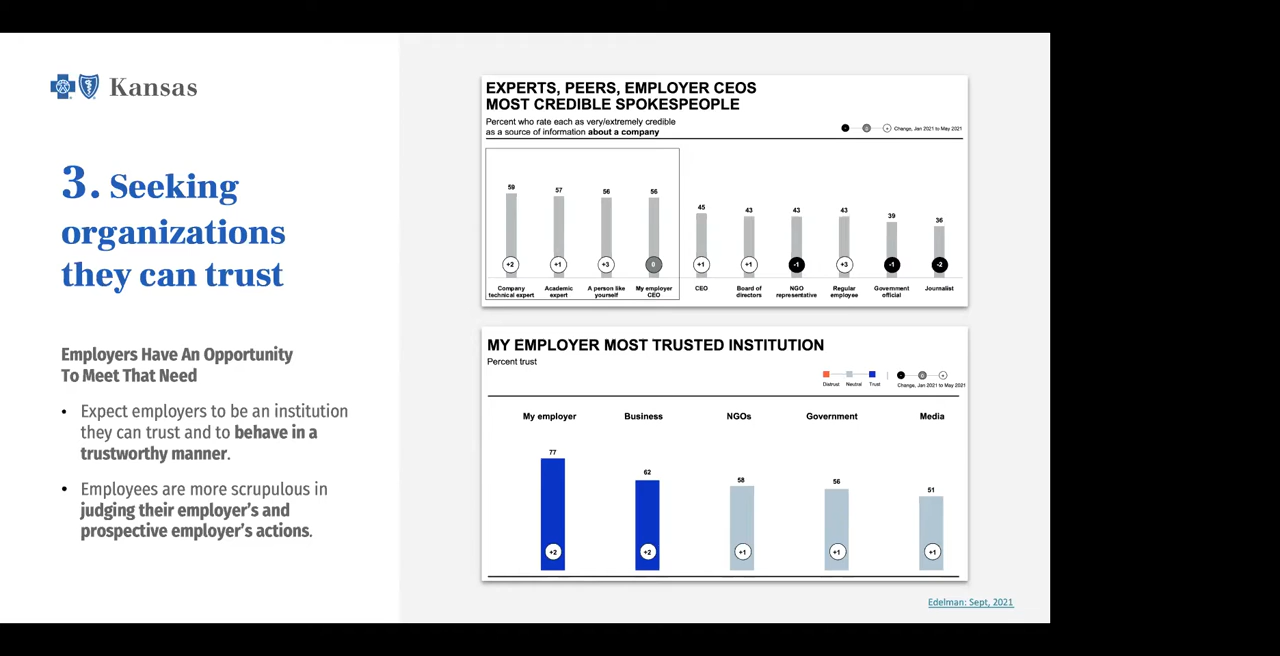 Kansas
3. Seeking
organizations
they can trust
Employers Have An Opportunity
To Meet That Need
• Expect employers to be an institution
they can trust and to behave in a
trustworthy manner.
• Employees are more scrupulous in
judging their employer's and
prospective employer's actions.
EXPERTS, PEERS, EMPLOYER CEOS
MOST CREDIBLE SPOKESPEOPLE
Percent who rate each as very/extremely credible
as a source of information about a company
- 0 + Change, Jan 2021 to May 2021
59 57 56 56 45 43 43 43 39 36
+2 +1 +3 0 +1 +1 -1 +3 -1 -2
Company Academic A person like My employer CEO Board of NGO Regular Government Journalist
technical expert expert yourself CEO directors representative employee official
MY EMPLOYER MOST TRUSTED INSTITUTION
Percent trust
- 0 +
Distrust Neutral Trust Change, Jan 2021 to May 2021
My employer Business NGOs Government Media
77 62 58 56 51
+2 +2 +1 +1 +1
Edelman: Sept, 2021